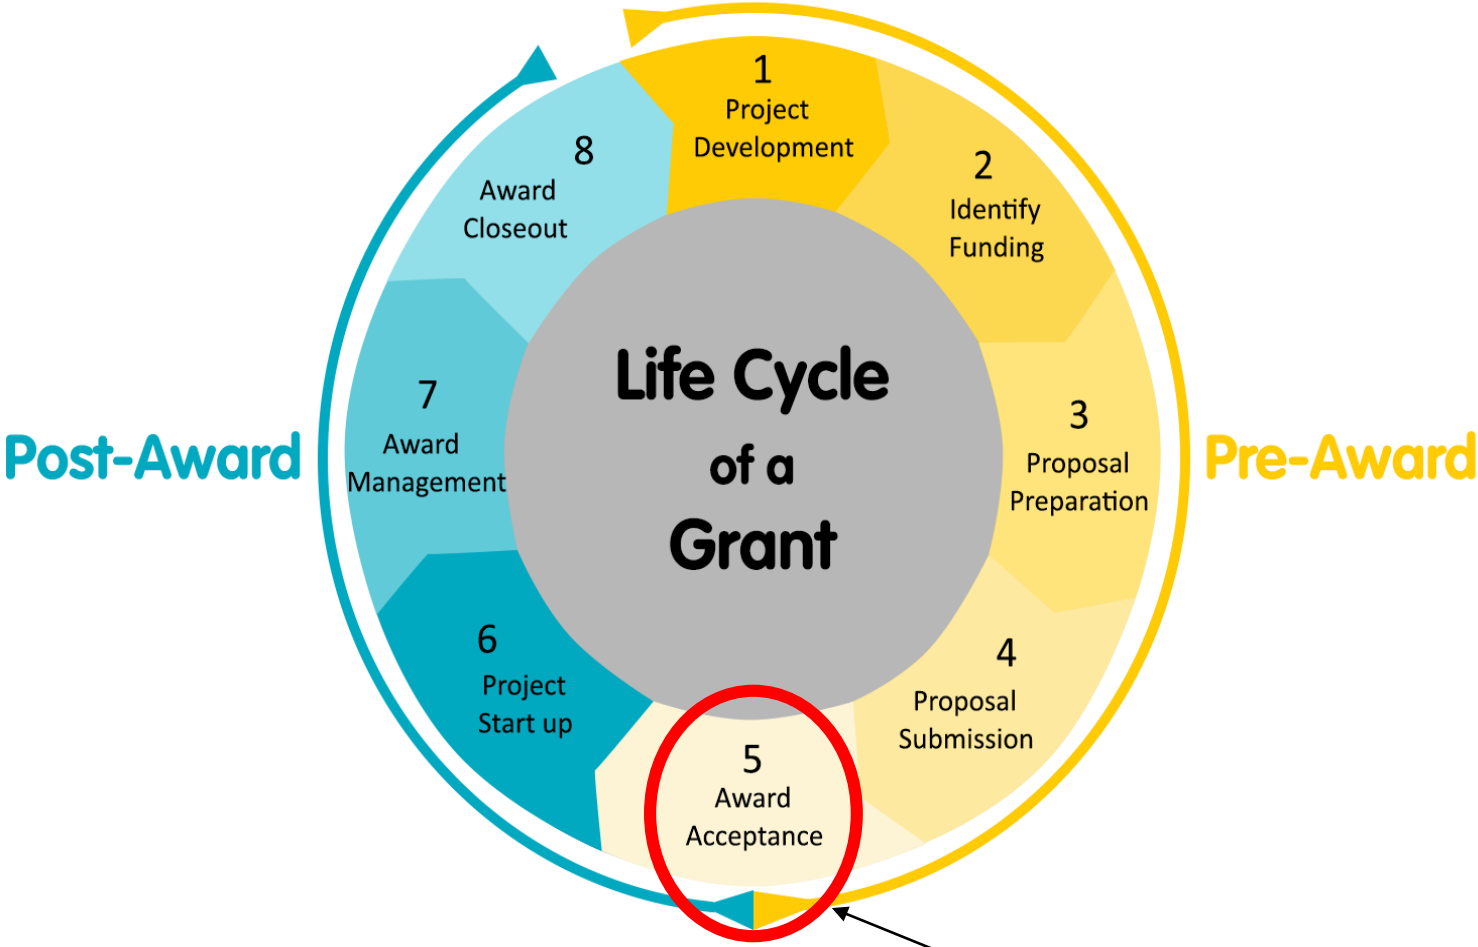 Life Cycle
of a
Grant
1
Project
Development
2
Identify
Funding
3
Proposal
Preparation
4
Proposal
Submission
5
Award
Acceptance
6
Project
Start up
7
Award
Management
8
Award
Closeout
Post-Award
Pre-Award